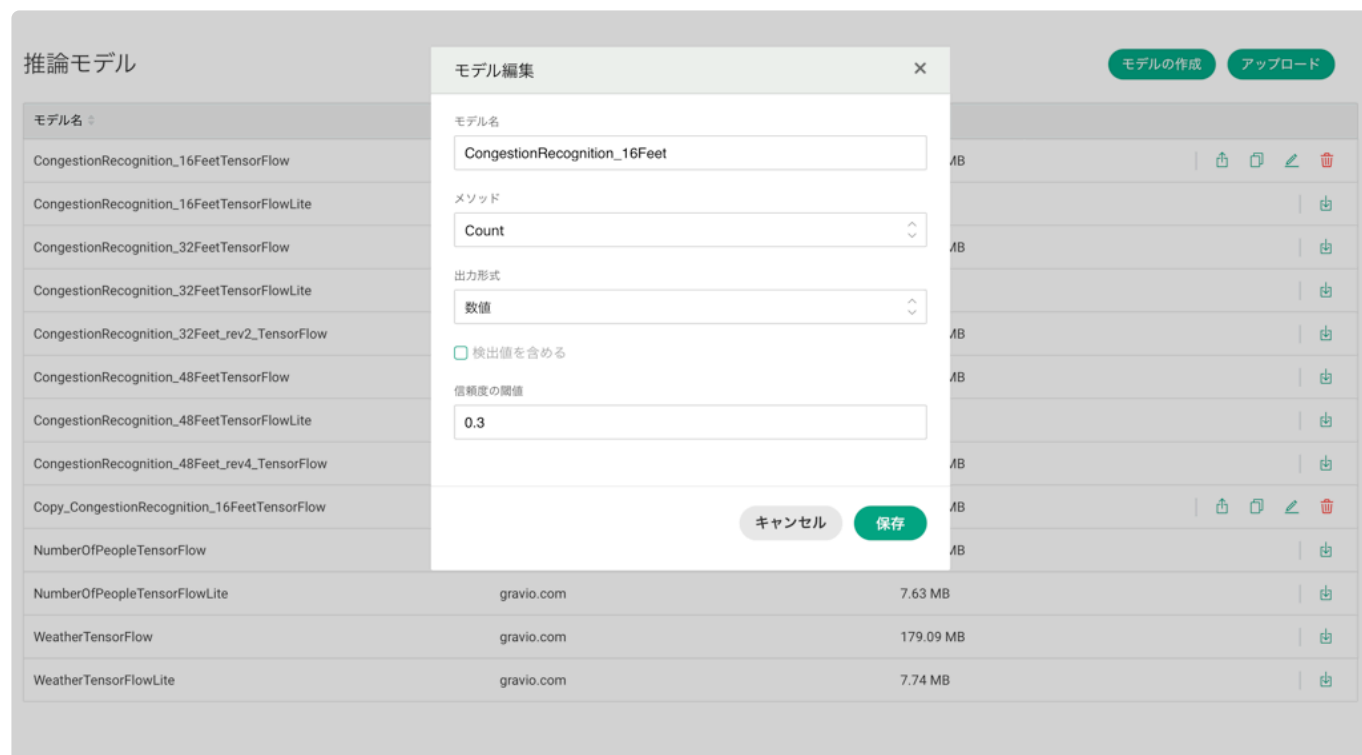 推論モデル
モデルの作成
アップロード
モデル名
CongestionRecognition_16FeetTensorFlow
MB
CongestionRecognition_16FeetTensorFlowLite
CongestionRecognition_32FeetTensorFlow
MB
CongestionRecognition_32FeetTensorFlowLite
CongestionRecognition_32Feet_rev2_TensorFlow
MB
CongestionRecognition_48FeetTensorFlow
MB
CongestionRecognition_48FeetTensorFlowLite
CongestionRecognition_48Feet_rev4_TensorFlow
MB
Copy_CongestionRecognition_16FeetTensorFlow
MB
NumberOfPeopleTensorFlow
MB
NumberOfPeopleTensorFlowLite gravio.com 7.63 MB
WeatherTensorFlow gravio.com 179.09 MB
WeatherTensorFlowLite gravio.com 7.74 MB
モデル編集
モデル名
CongestionRecognition_16Feet
メソッド
Count
出力形式
数値
検出値を含める
信頼度の閾値
0.3
キャンセル
保存